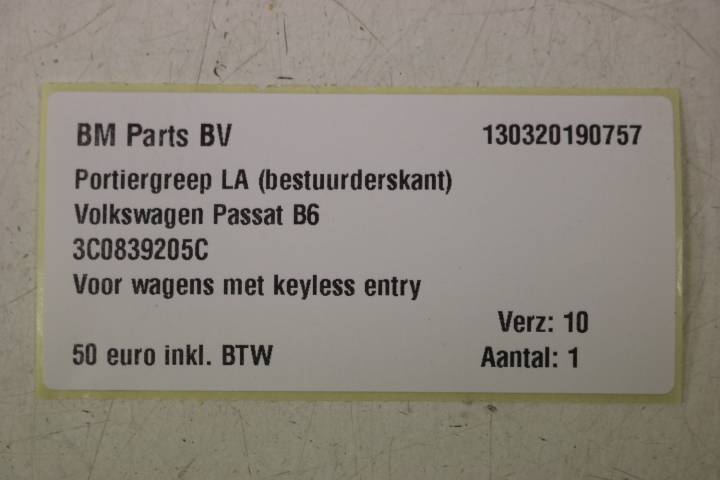 BM Parts BV 130320190757
Portiergreep LA (bestuurderskant)
Volkswagen Passat B6
3C0839205C
Voor wagens met keyless entry
Verz: 10
50 euro inkl. BTW Aantal: 1